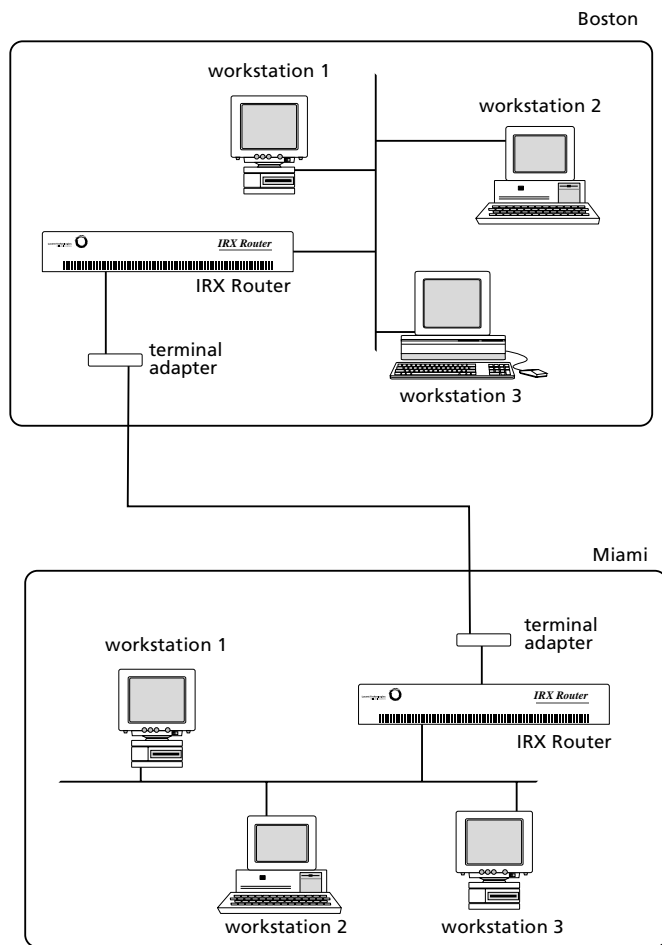 Boston
workstation 1
workstation 2
IRX Router
IRX Router
terminal
adapter
workstation 3
Miami
terminal
adapter
workstation 1
IRX Router
IRX Router
workstation 2
workstation 3